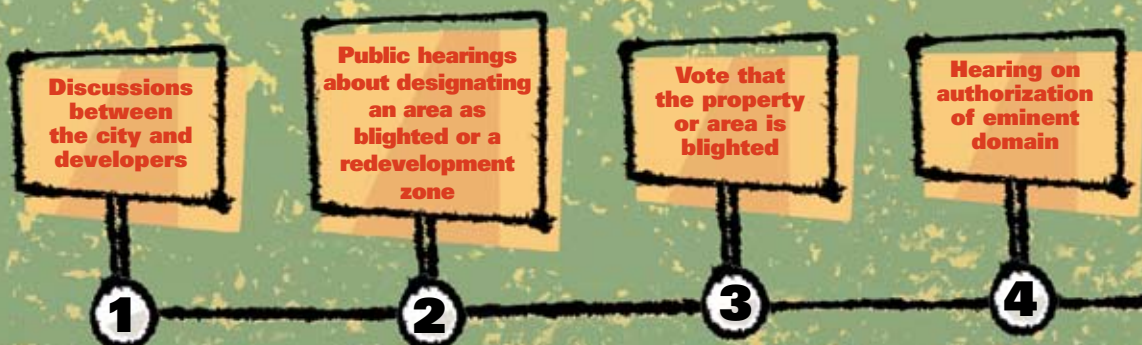 Discussions
between
the city and
developers
1
Public hearings
about designating
an area as
blighted or a
redevelopment
zone
2
Vote that
the property
or area is
blighted
3
Hearing on
authorization
of eminent
domain
4